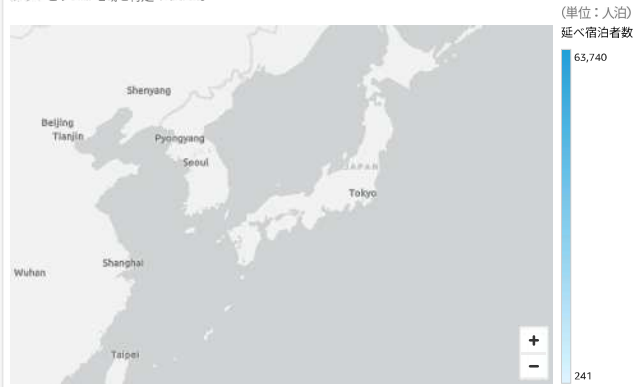 (単位：人泊)
延べ宿泊者数
63,740
Shenyang
Beijing
Tianjin
Pyongyang
Seoul
JAPAN
Tokyo
Shanghai
Wuhan
Taipei
+
−
241